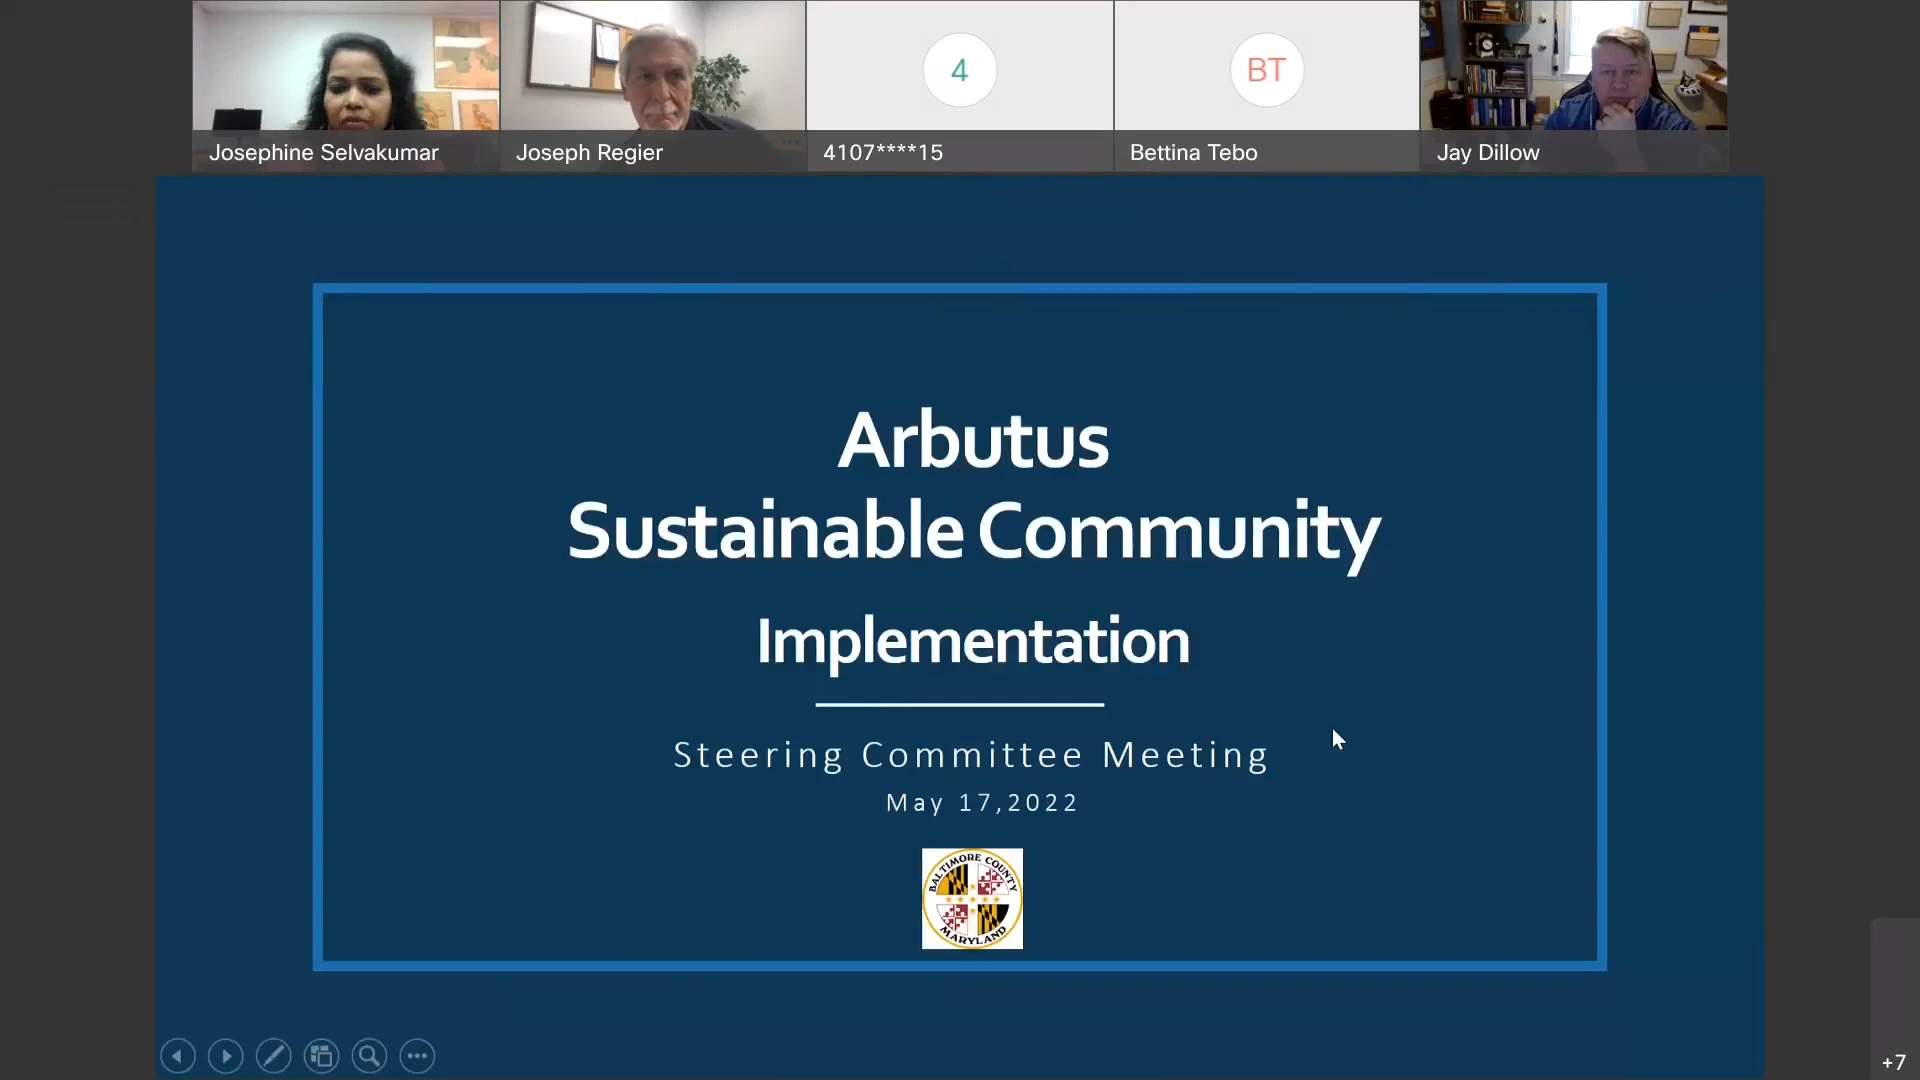 4
BT
Josephine Selvakumar
Joseph Regier
4107****15
Bettina Tebo
Jay Dillow
Arbutus
Sustainable Community
Implementation
Steering Committee Meeting
May 17,2022
BALTIMORE COUNTY
MARYLAND
+7